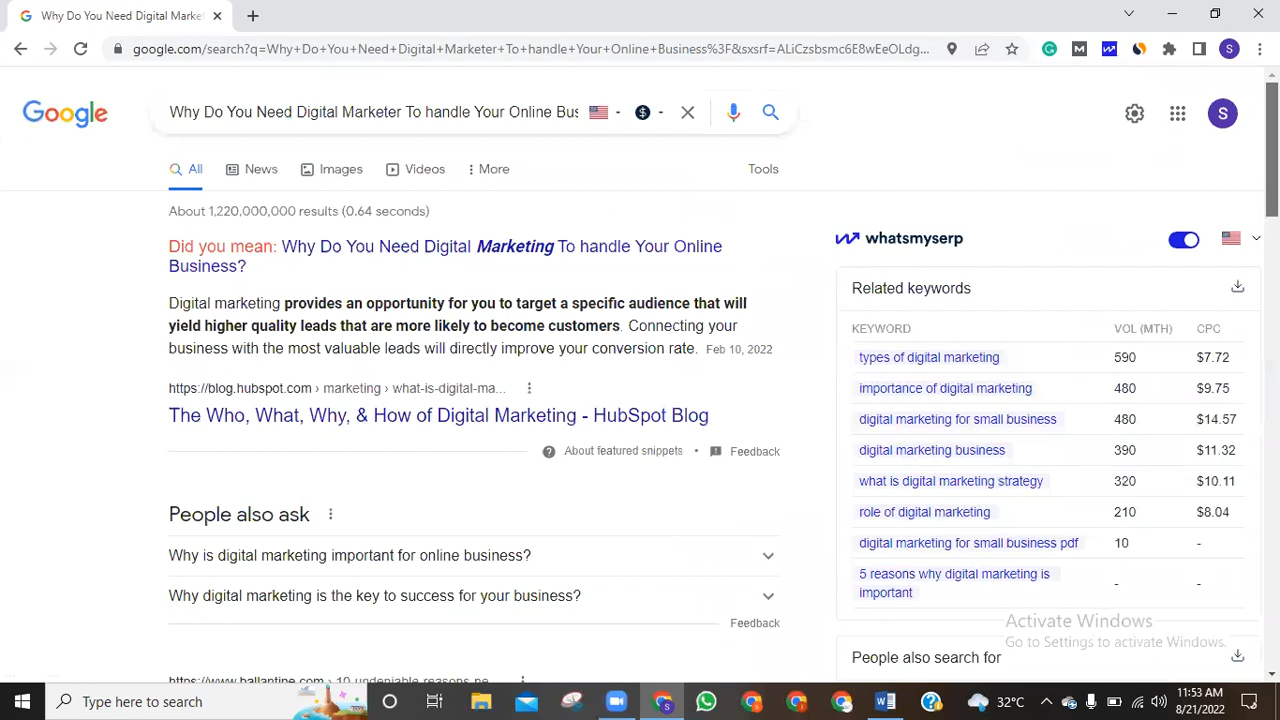 Why Do You Need Digital Marke
google.com/search?q=Why+Do+You+Need+Digital+Marketer+To+handle+Your+Online+Business%3F&sxsrf=ALiCzsbsmc6E8wEeOLdg...
S
Google
Why Do You Need Digital Marketer To handle Your Online Bus
S
All
News
Images
Videos
More
Tools
About 1,220,000,000 results (0.64 seconds)
Did you mean: Why Do You Need Digital Marketing To handle Your Online
Business?
Digital marketing provides an opportunity for you to target a specific audience that will
yield higher quality leads that are more likely to become customers. Connecting your
business with the most valuable leads will directly improve your conversion rate. Feb 10, 2022
https://blog.hubspot.com › marketing › what-is-digital-ma...
The Who, What, Why, & How of Digital Marketing - HubSpot Blog
About featured snippets • Feedback
People also ask
Why is digital marketing important for online business?
Why digital marketing is the key to success for your business?
Feedback
https://www.ballantine.com › 10-undeniable-reasons-ne...
whatsmyserp
Related keywords
KEYWORD VOL (MTH) CPC
types of digital marketing 590 $7.72
importance of digital marketing 480 $9.75
digital marketing for small business 480 $14.57
digital marketing business 390 $11.32
what is digital marketing strategy 320 $10.11
role of digital marketing 210 $8.04
digital marketing for small business pdf 10 -
5 reasons why digital marketing is
important - -
People also search for
Activate Windows
Go to Settings to activate Windows.
Type here to search
32°C
11:53 AM
8/21/2022